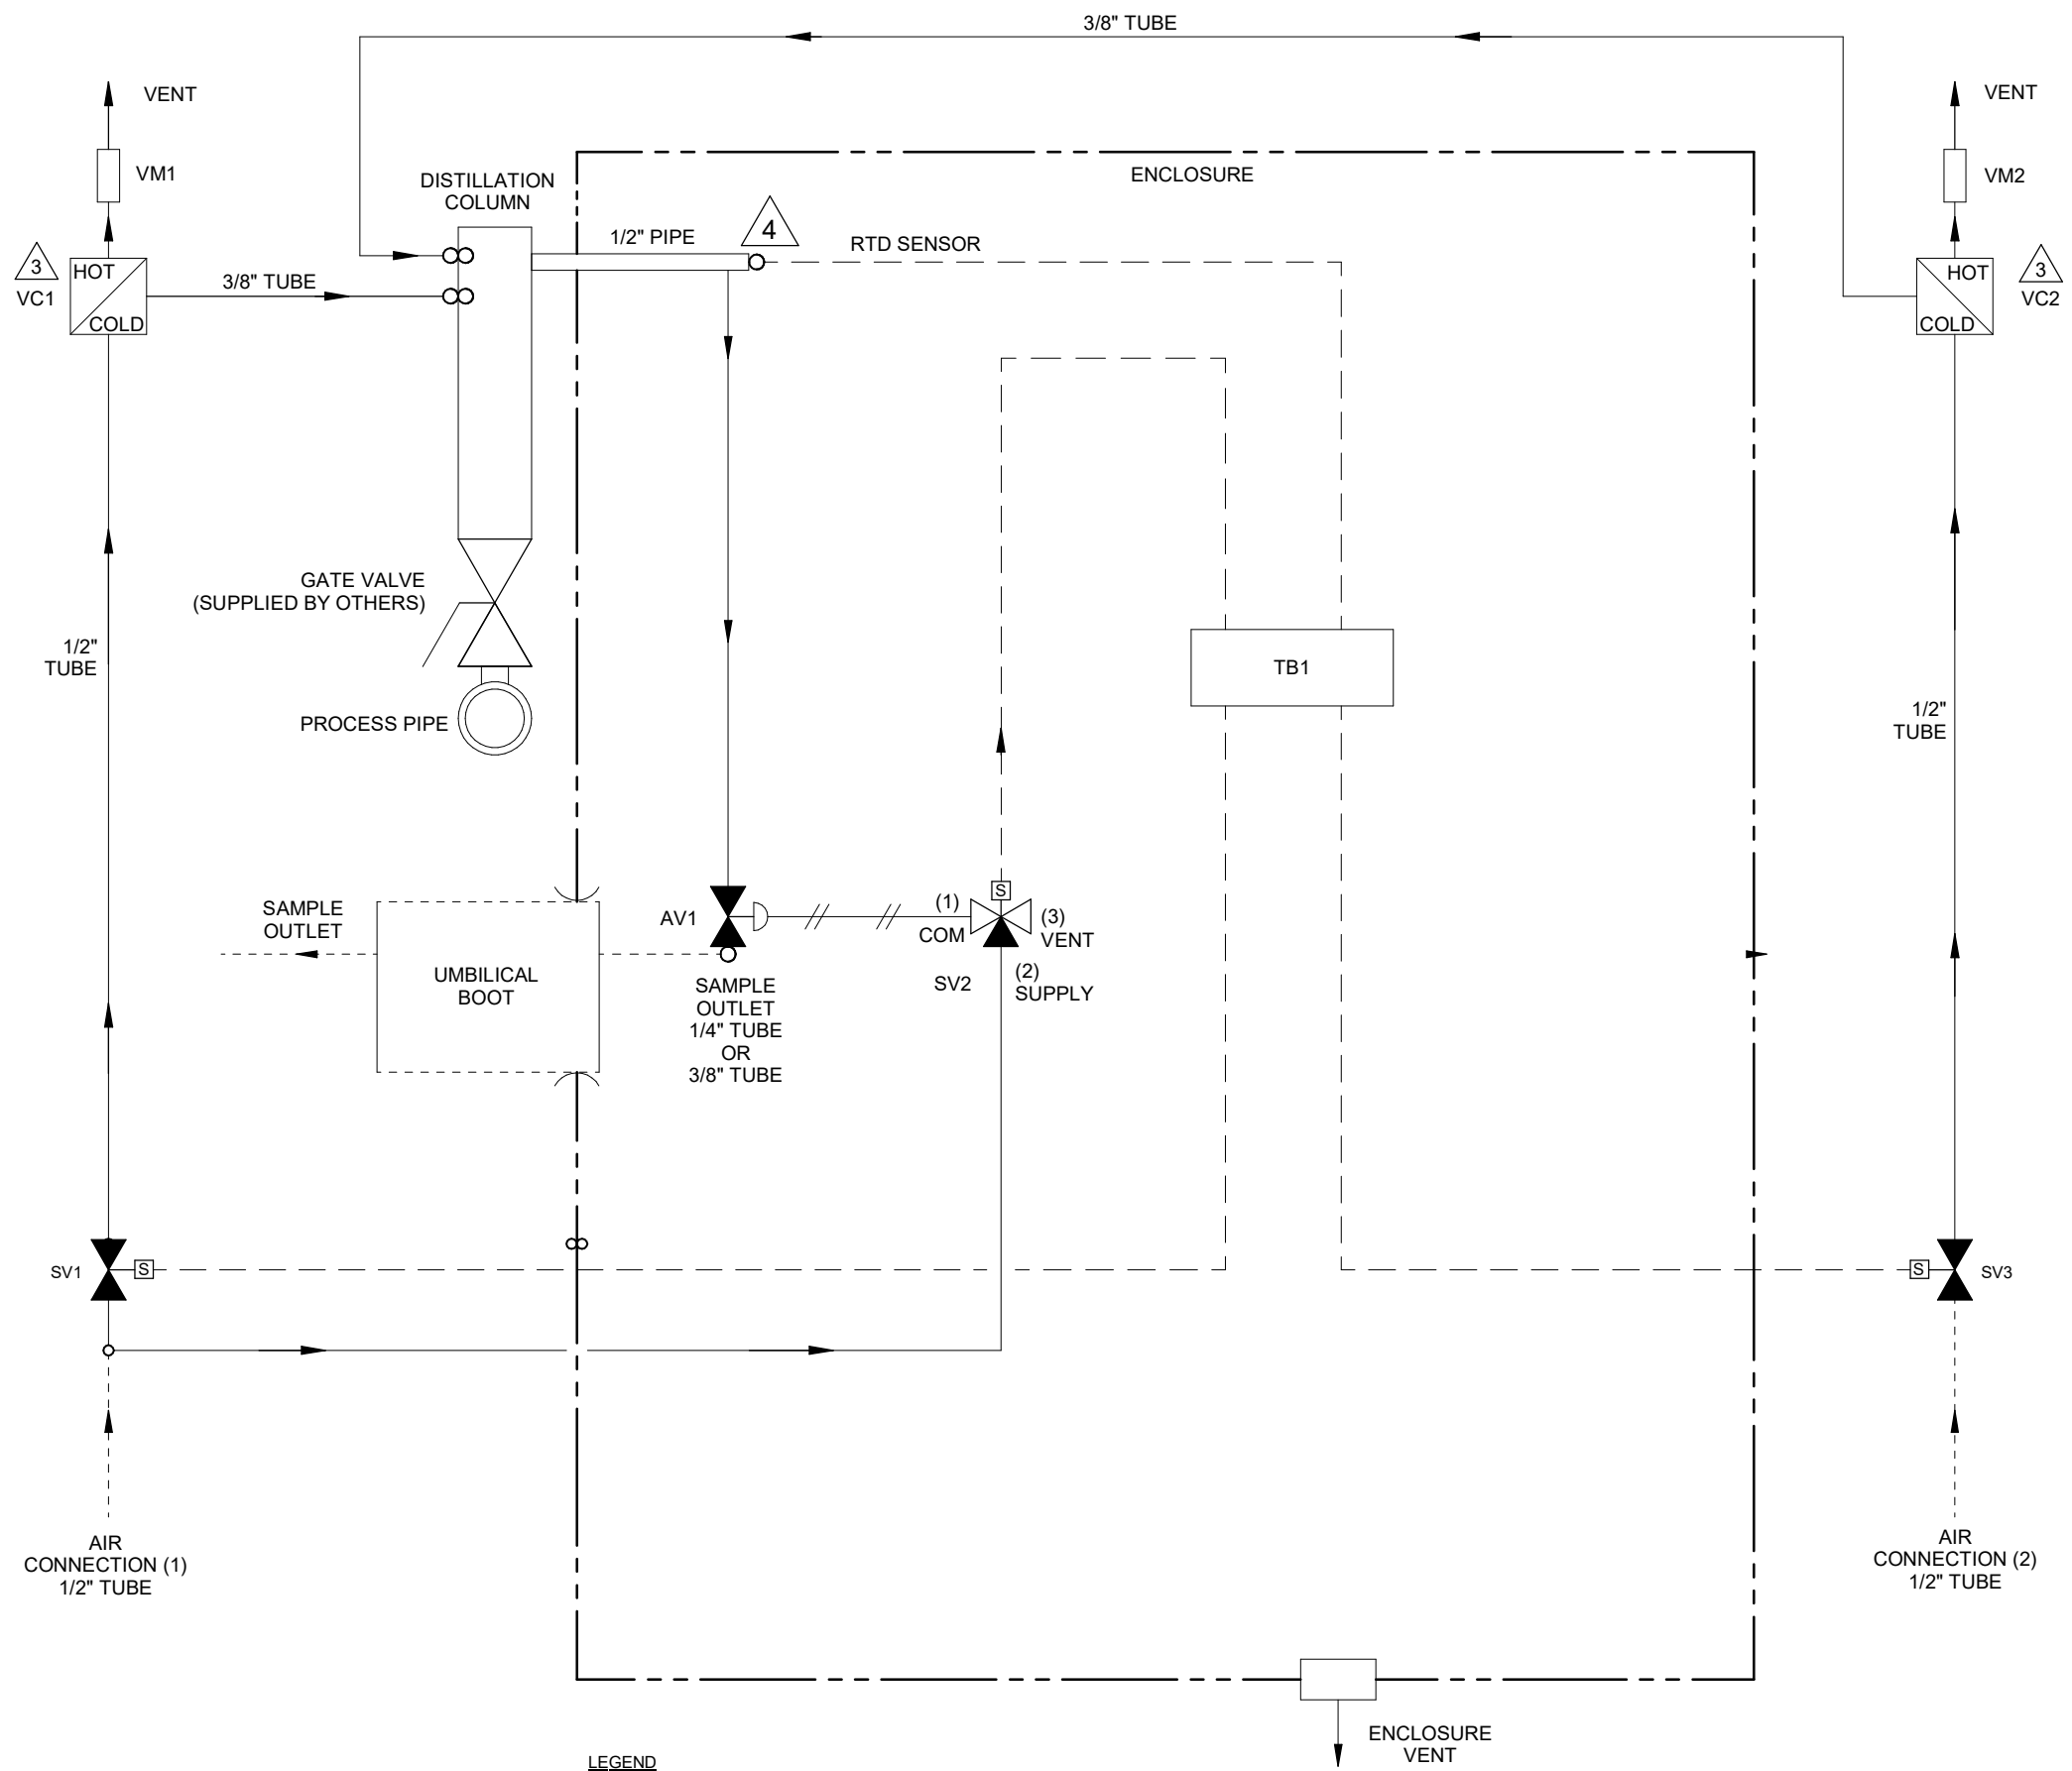 3/8" TUBE
VENT
VENT
VM1
VM2
ENCLOSURE
DISTILLATION
COLUMN
1/2" PIPE
4
RTD SENSOR
3
VC1
HOT
COLD
3/8" TUBE
HOT
COLD
3
VC2
GATE VALVE
(SUPPLIED BY OTHERS)
1/2"
TUBE
PROCESS PIPE
TB1
1/2"
TUBE
SAMPLE
OUTLET
UMBILICAL
BOOT
AV1
S
(1)
COM
(3)
VENT
SV2
(2)
SUPPLY
SAMPLE
OUTLET
1/4" TUBE
OR
3/8" TUBE
SV1
S
S
SV3
AIR
CONNECTION (1)
1/2" TUBE
AIR
CONNECTION (2)
1/2" TUBE
ENCLOSURE
VENT
LEGEND